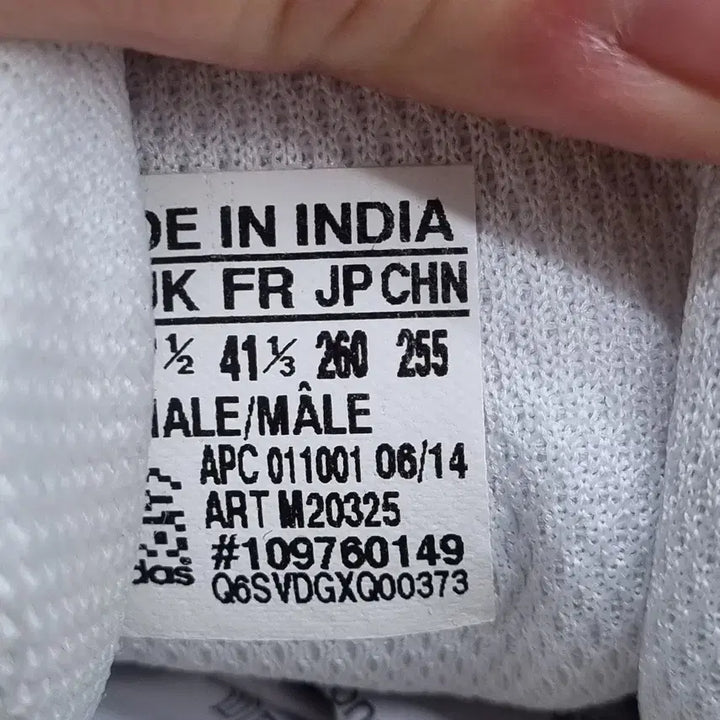 DE IN INDIA
UK FR JP CHN
½ 41⅓ 260 255
MALE/MÂLE
APC 011001 06/14
ART M20325
#109760149
das
Q6SVDGXQ00373